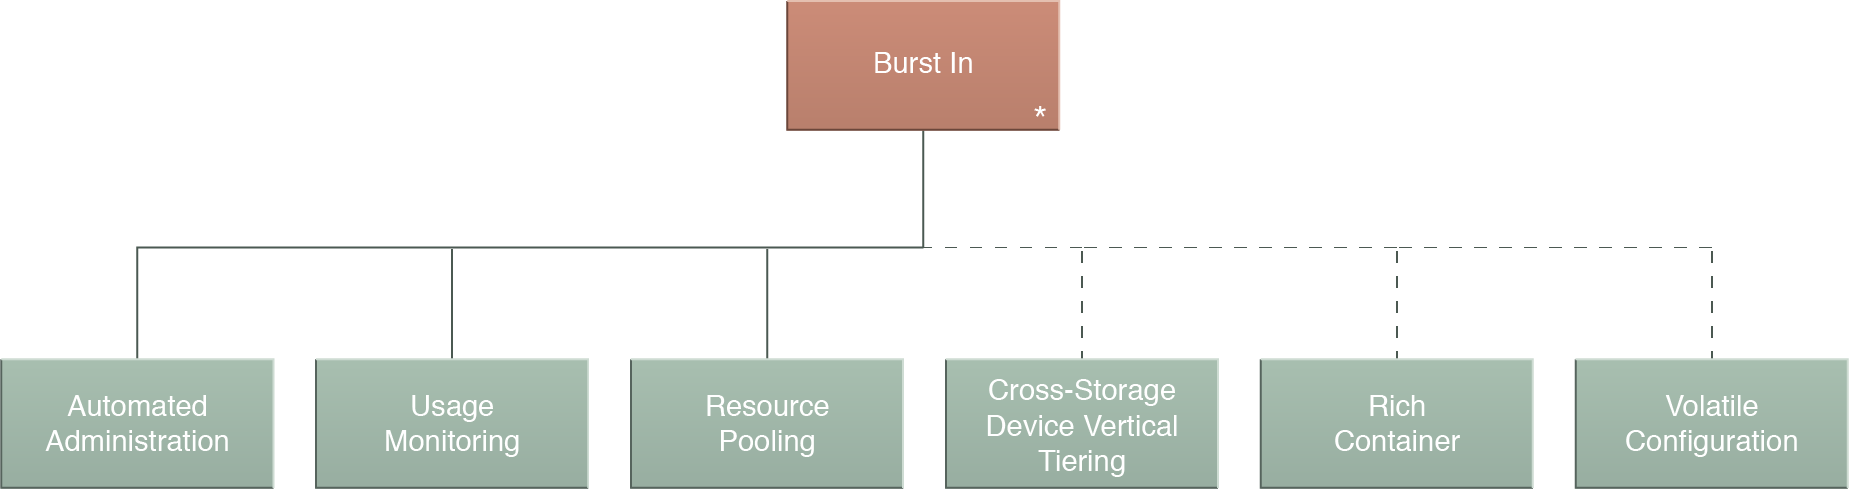 Burst In
*
Automated
Administration
Usage
Monitoring
Resource
Pooling
Cross-Storage
Device Vertical
Tiering
Rich
Container
Volatile
Configuration